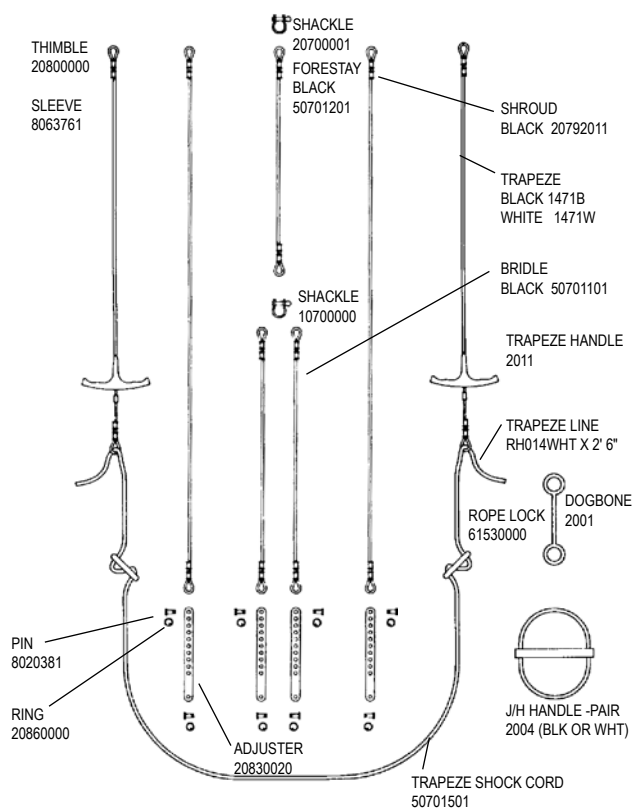 SHACKLE
20700001
THIMBLE
20800000
FORESTAY
BLACK
50701201
SLEEVE
8063761
SHROUD
BLACK 20792011
TRAPEZE
BLACK 1471B
WHITE 1471W
BRIDLE
BLACK 50701101
SHACKLE
10700000
TRAPEZE HANDLE
2011
TRAPEZE LINE
RH014WHT X 2' 6"
DOGBONE
2001
ROPE LOCK
61530000
PIN
8020381
RING
20860000
ADJUSTER
20830020
J/H HANDLE -PAIR
2004 (BLK OR WHT)
TRAPEZE SHOCK CORD
50701501